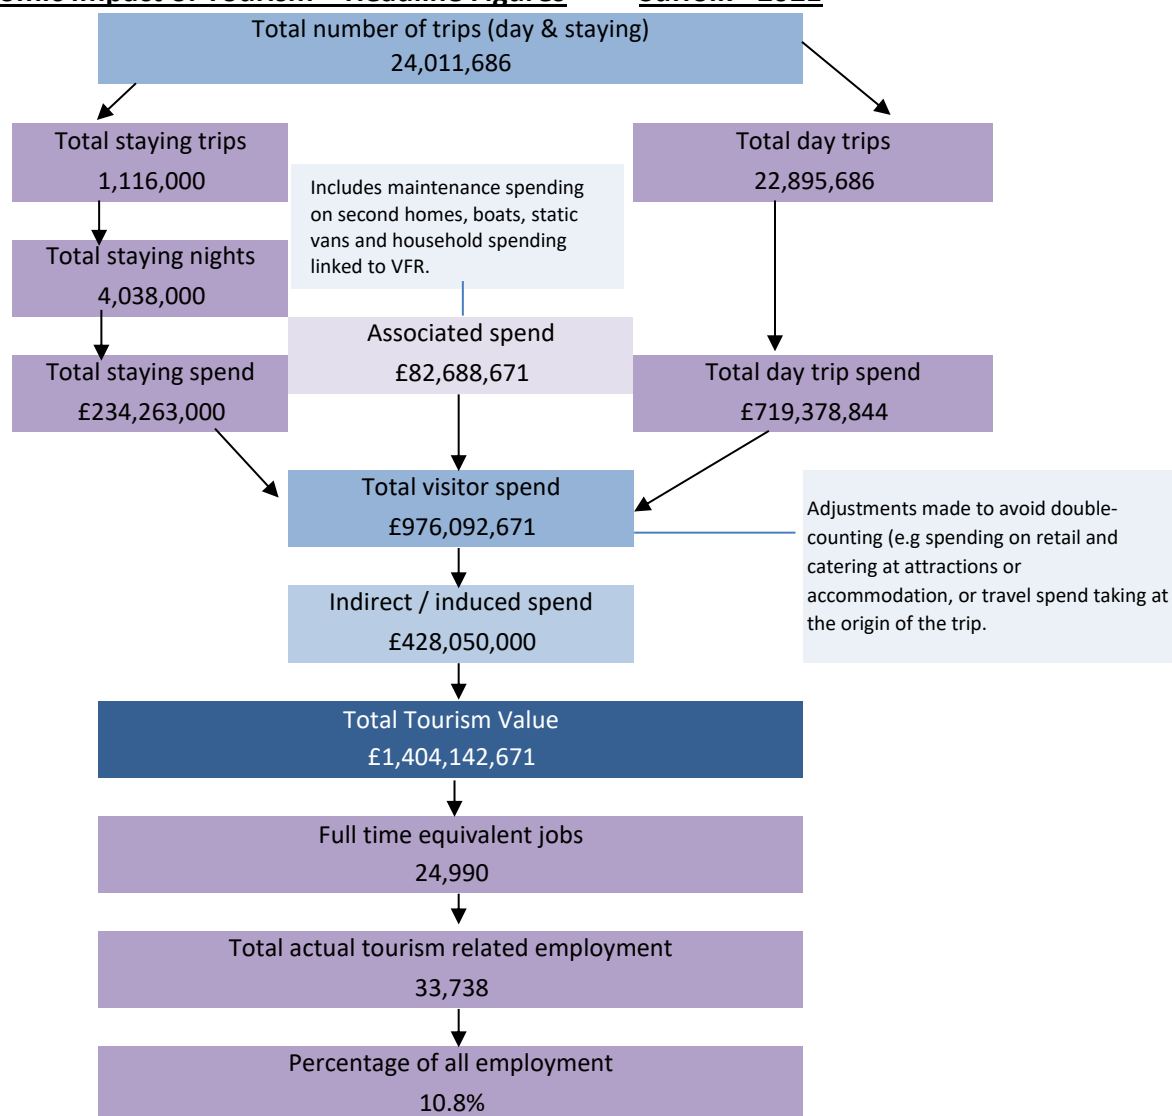 Impact of Tourism – Headline Figures
Total number of trips (day & staying)
24,011,686
Total staying trips
1,116,000
Total day trips
22,895,686
Includes maintenance spending
on second homes, boats, static
vans and household spending
linked to VFR.
Total staying nights
4,038,000
Associated spend
£82,688,671
Total staying spend
£234,263,000
Total day trip spend
£719,378,844
Total visitor spend
£976,092,671
Adjustments made to avoid double-
counting (e.g spending on retail and
catering at attractions or
accommodation, or travel spend taking at
the origin of the trip.
Indirect / induced spend
£428,050,000
Total Tourism Value
£1,404,142,671
Full time equivalent jobs
24,990
Total actual tourism related employment
33,738
Percentage of all employment
10.8%